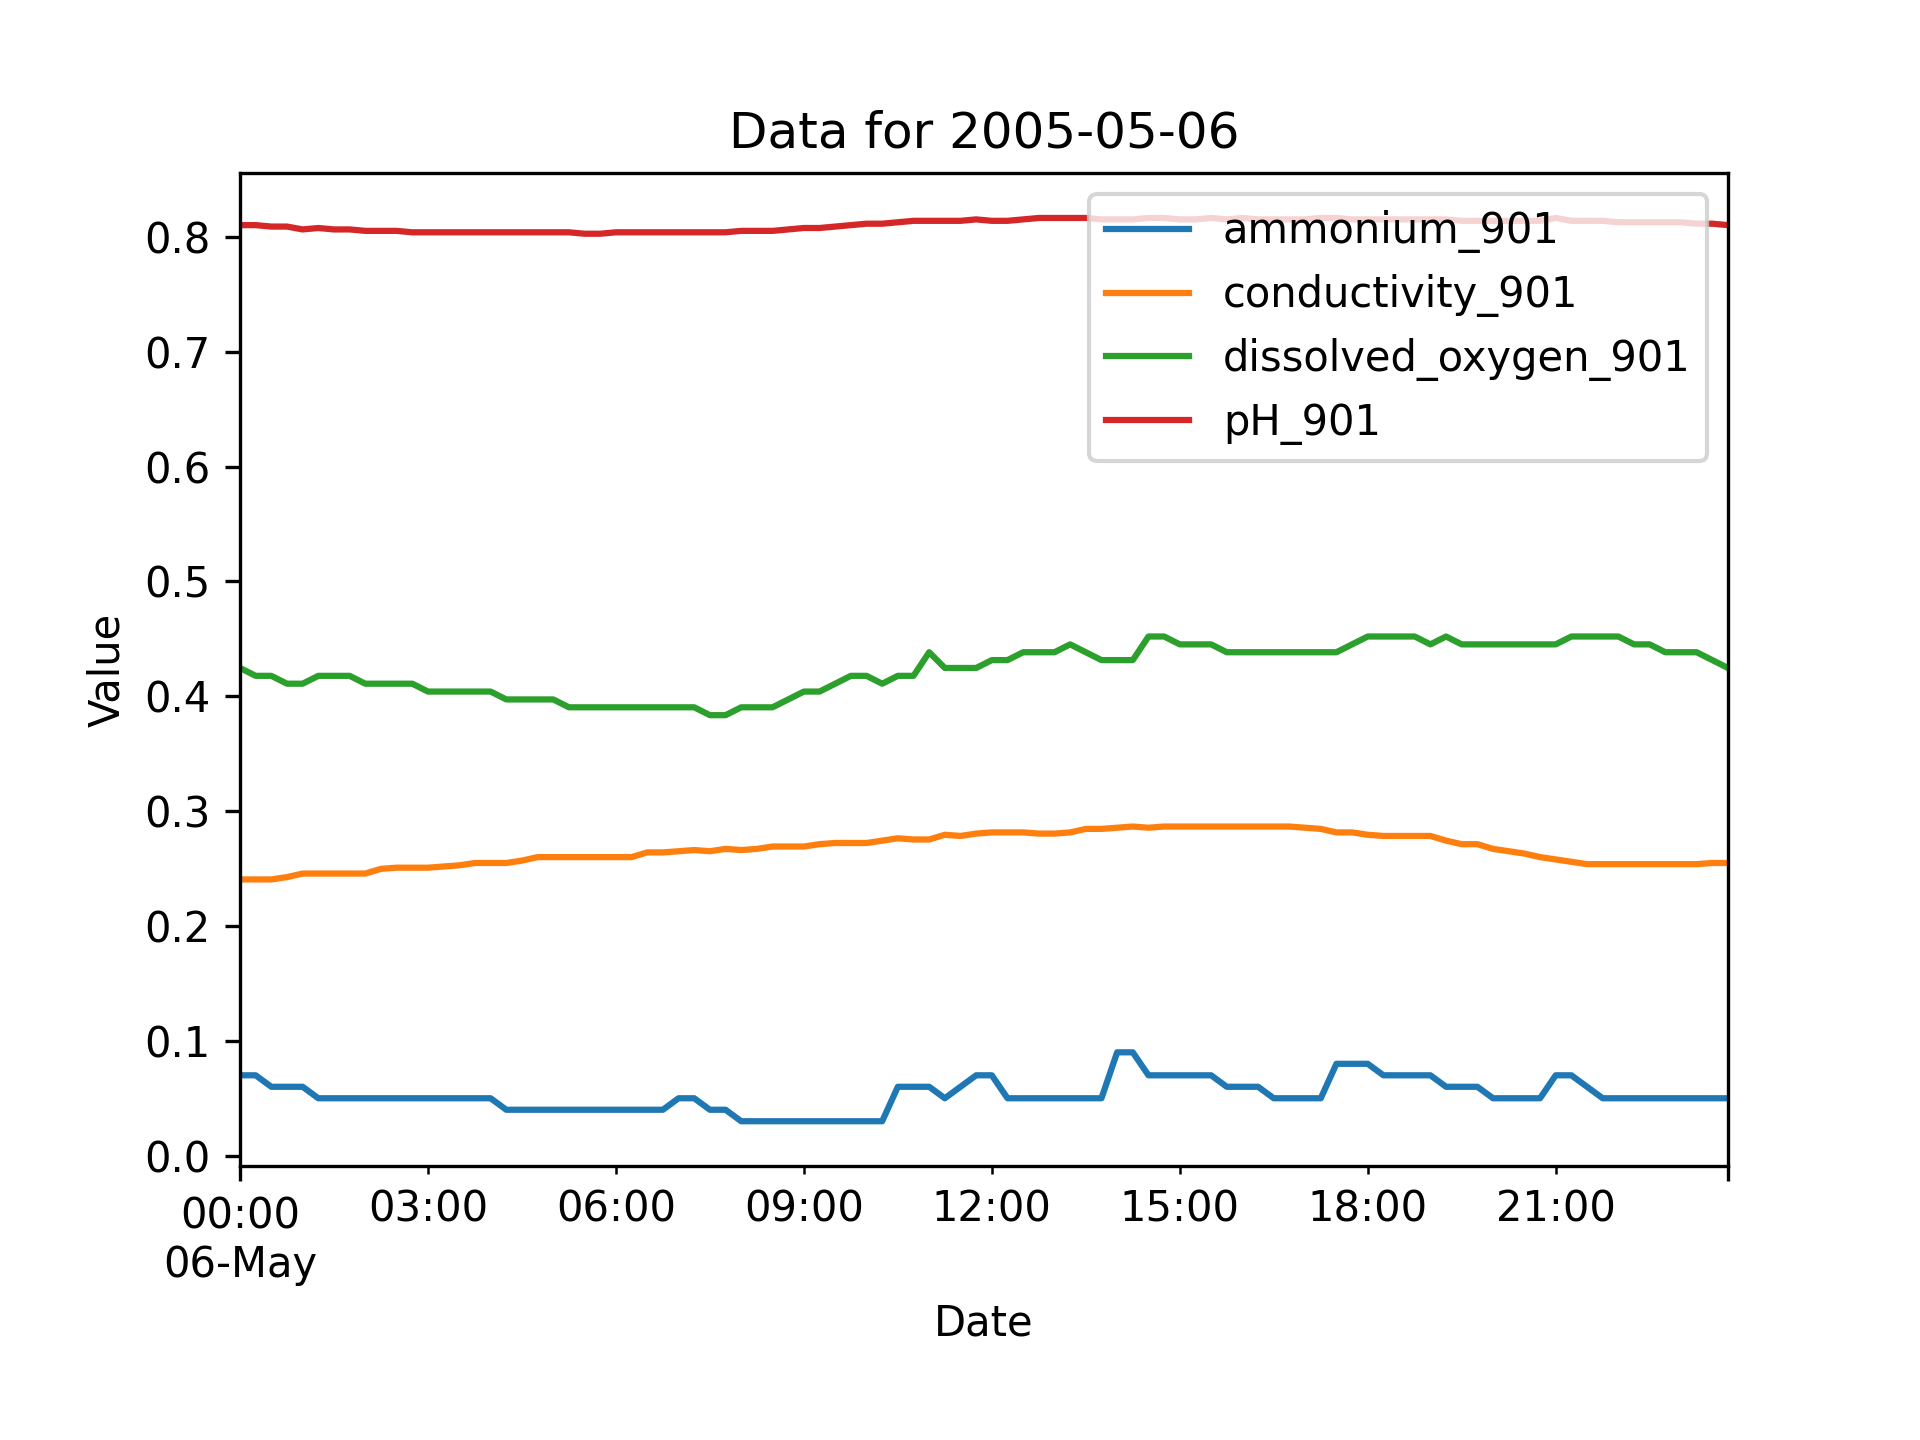 Data for 2005-05-06
ammonium_901
conductivity_901
dissolved_oxygen_901
pH_901
0.8
0.7
0.6
0.5
0.4
0.3
0.2
0.1
0.0
Value
00:00 03:00 06:00 09:00 12:00 15:00 18:00 21:00
06-May
Date